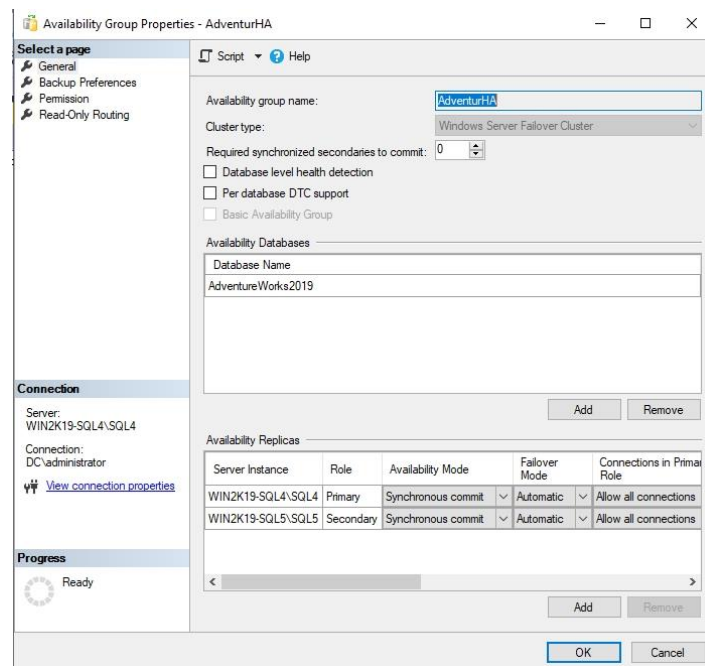 Availability Group Properties - AdventurHA
Select a page
General
Backup Preferences
Permission
Read-Only Routing
Script
Help
Availability group name: AdventurHA
Cluster type: Windows Server Failover Cluster
Required synchronized secondaries to commit: 0
Database level health detection
Per database DTC support
Basic Availability Group
Availability Databases
Database Name
AdventureWorks2019
Add Remove
Connection
Server:
WIN2K19-SQL4\SQL4
Connection:
DC\administrator
View connection properties
Availability Replicas
Server Instance Role Availability Mode Failover Mode Connections in Primar Role
WIN2K19-SQL4\SQL4 Primary Synchronous commit Automatic Allow all connections
WIN2K19-SQL5\SQL5 Secondary Synchronous commit Automatic Allow all connections
Progress
Ready
Add Remove
OK Cancel